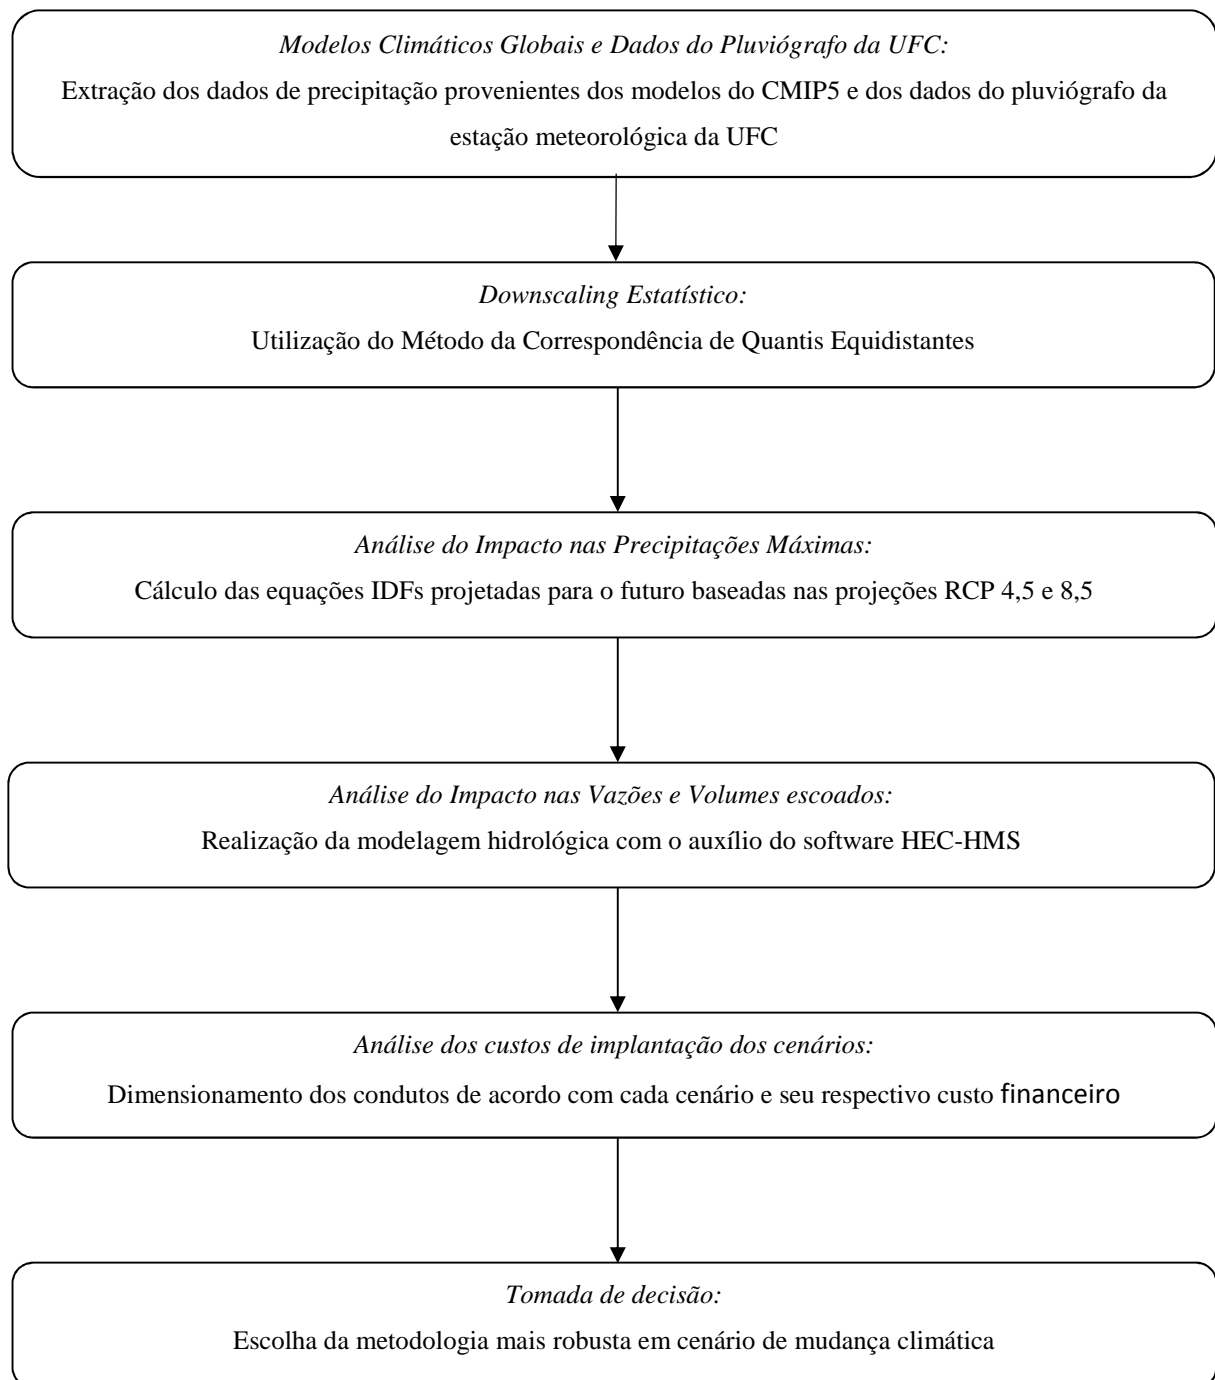 Modelos Climáticos Globais e Dados do Pluviógrafo da UFC:
Extração dos dados de precipitação provenientes dos modelos do CMIP5 e dos dados do pluviógrafo da
estação meteorológica da UFC
Downscaling Estatístico:
Utilização do Método da Correspondência de Quantis Equidistantes
Análise do Impacto nas Precipitações Máximas:
Cálculo das equações IDFs projetadas para o futuro baseadas nas projeções RCP 4,5 e 8,5
Análise do Impacto nas Vazões e Volumes escoados:
Realização da modelagem hidrológica com o auxílio do software HEC-HMS
Análise dos custos de implantação dos cenários:
Dimensionamento dos condutos de acordo com cada cenário e seu respectivo custo financeiro
Tomada de decisão:
Escolha da metodologia mais robusta em cenário de mudança climática